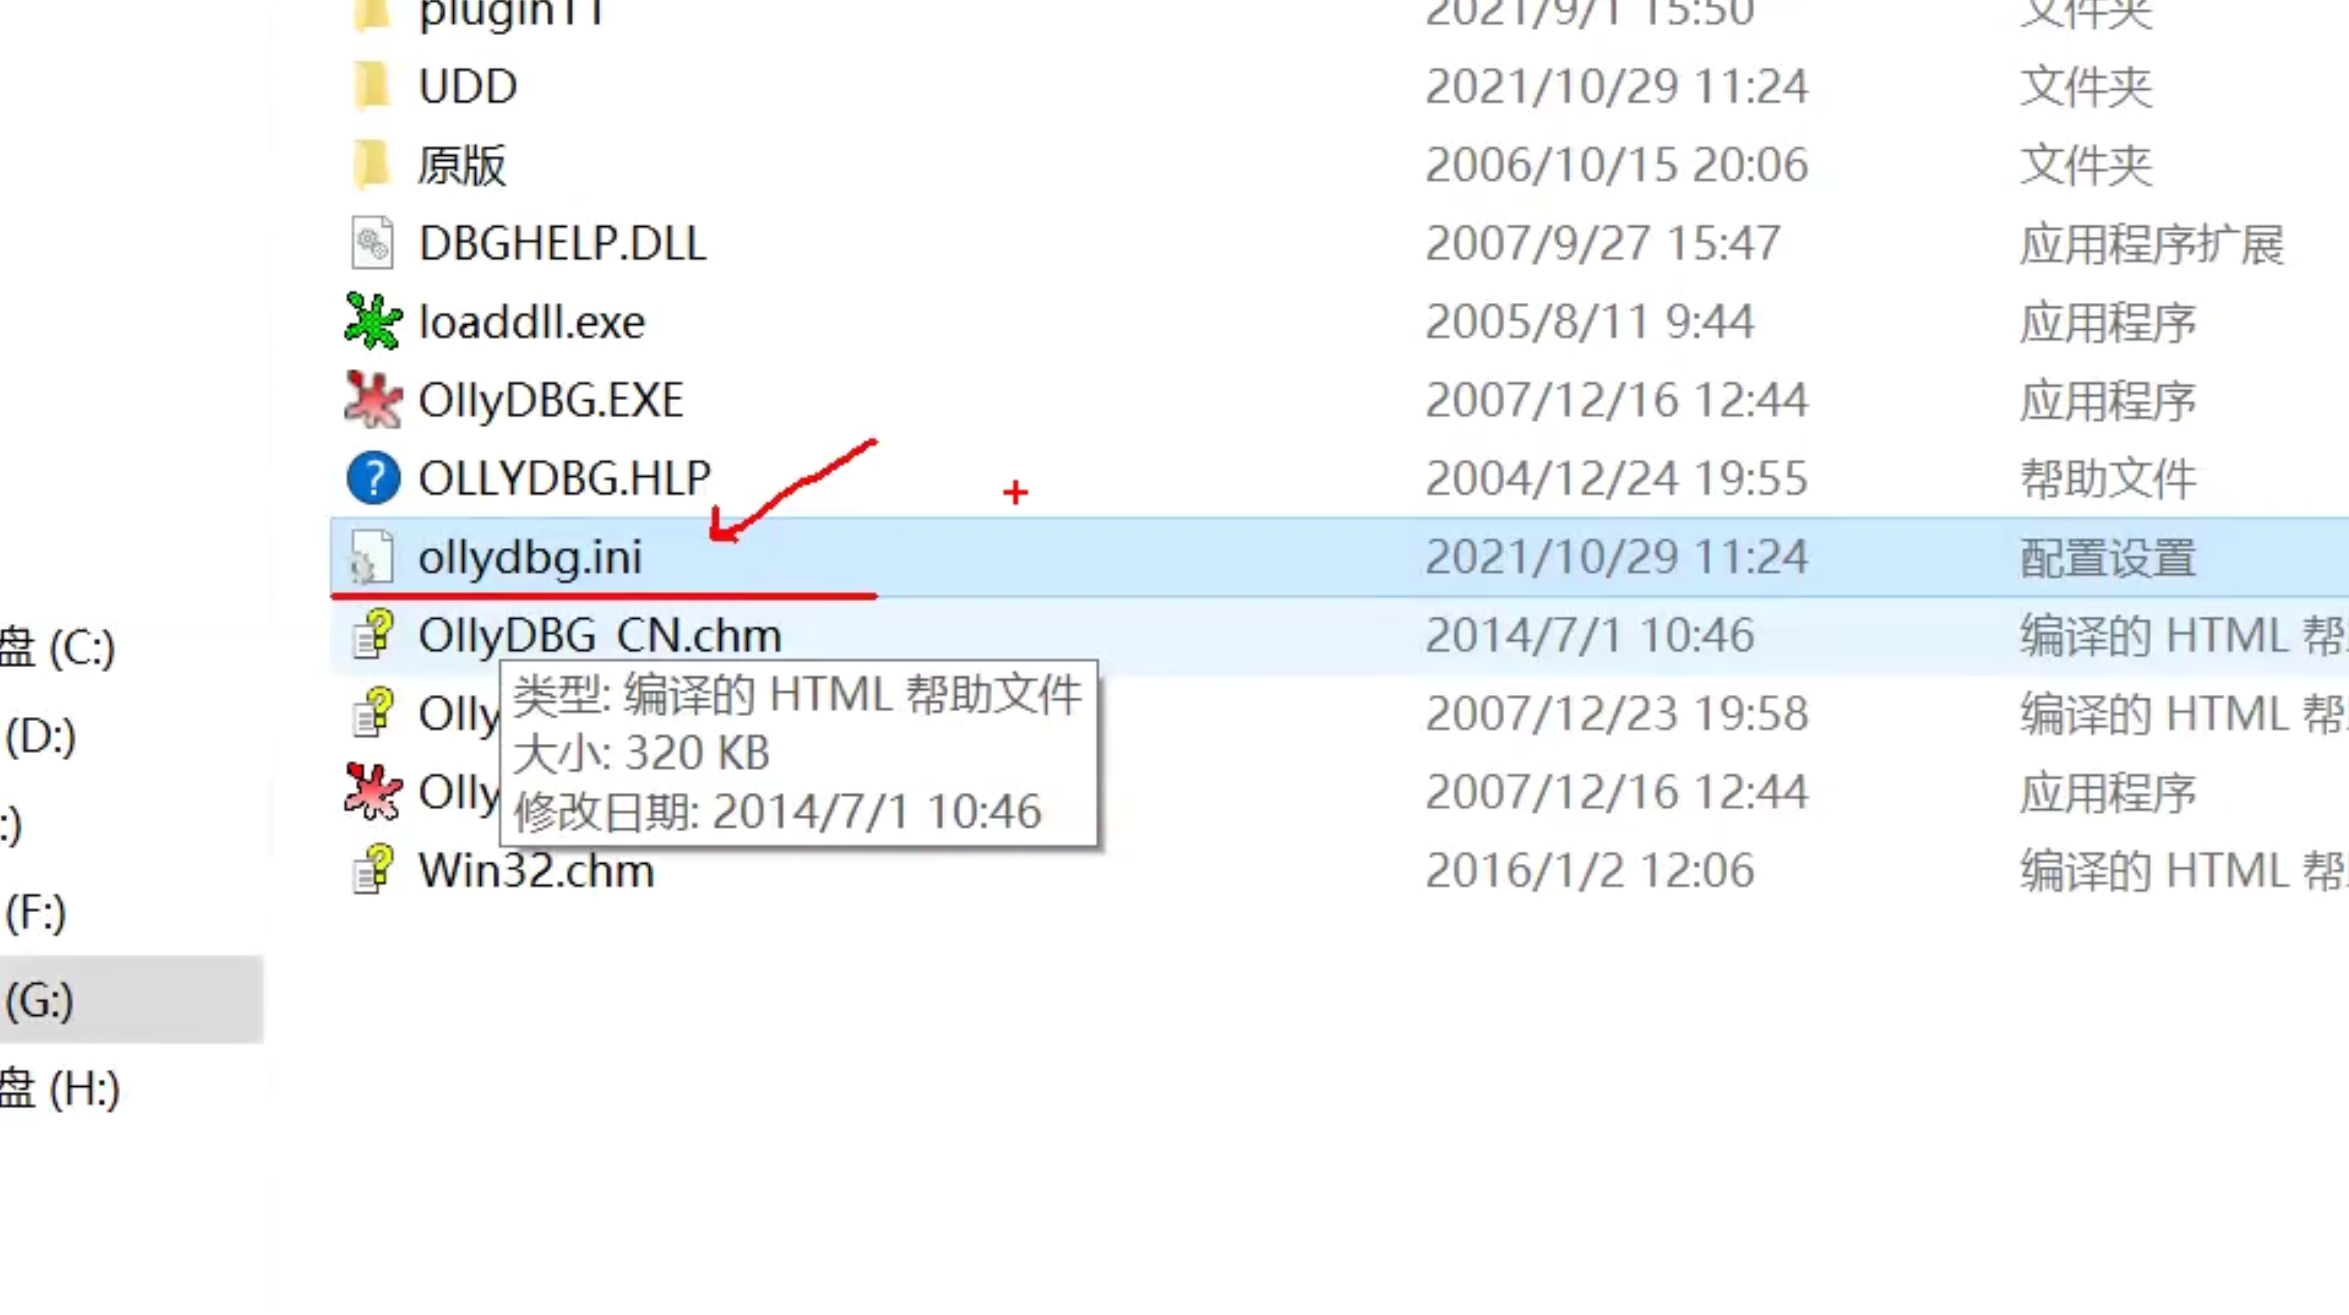 plugin11 2021/9/1 15:50 文件夹
UDD 2021/10/29 11:24 文件夹
原版 2006/10/15 20:06 文件夹
DBGHELP.DLL 2007/9/27 15:47 应用程序扩展
loaddll.exe 2005/8/11 9:44 应用程序
OllyDBG.EXE 2007/12/16 12:44 应用程序
OLLYDBG.HLP 2004/12/24 19:55 帮助文件
ollydbg.ini 2021/10/29 11:24 配置设置
OllyDBG_CN.chm 2014/7/1 10:46 编译的 HTML 帮
Olly 2007/12/23 19:58 编译的 HTML 帮
Olly 2007/12/16 12:44 应用程序
Win32.chm 2016/1/2 12:06 编译的 HTML 帮
类型: 编译的 HTML 帮助文件
大小: 320 KB
修改日期: 2014/7/1 10:46
盘 (C:)
(D:)
:)
(F:)
(G:)
盘 (H:)